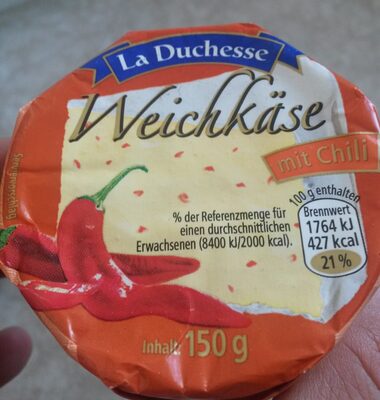 La Duchesse
Weichkäse
mit Chili
100 g enthalten
Brennwert
1764 kJ
427 kcal
21 %
% der Referenzmenge für
einen durchschnittlichen
Erwachsenen (8400 kJ/2000 kcal).
Inhalt: 150 g